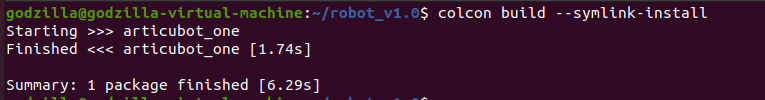 godzilla@godzilla-virtual-machine:~/robot_v1.0$ colcon build --symlink-install
Starting >>> articubot_one
Finished <<< articubot_one [1.74s]
Summary: 1 package finished [6.29s]